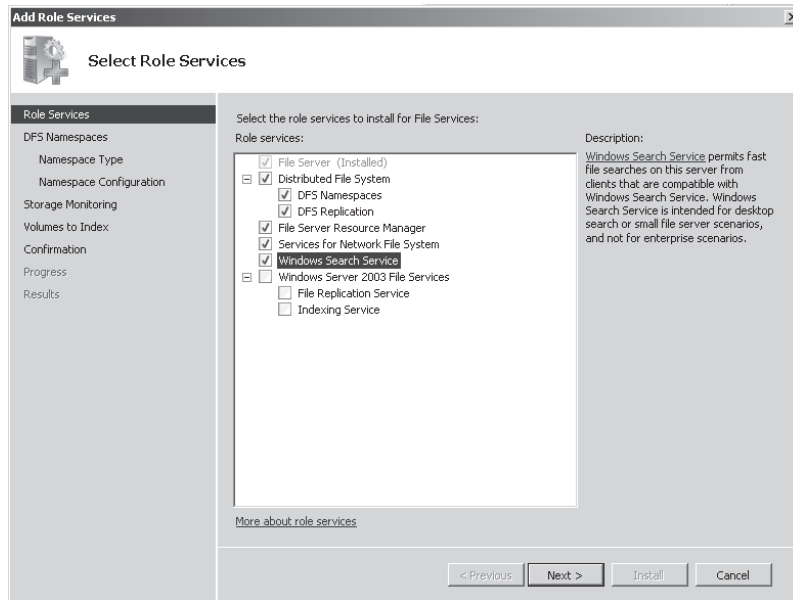 Add Role Services
Select Role Services
Role Services
DFS Namespaces
Namespace Type
Namespace Configuration
Storage Monitoring
Volumes to Index
Confirmation
Progress
Results
Select the role services to install for File Services:
Role services:
File Server (Installed)
Distributed File System
DFS Namespaces
DFS Replication
File Server Resource Manager
Services for Network File System
Windows Search Service
Windows Server 2003 File Services
File Replication Service
Indexing Service
More about role services
Description:
Windows Search Service permits fast
file searches on this server from
clients that are compatible with
Windows Search Service. Windows
Search Service is intended for desktop
search or small file server scenarios,
and not for enterprise scenarios.
< Previous
Next >
Install
Cancel